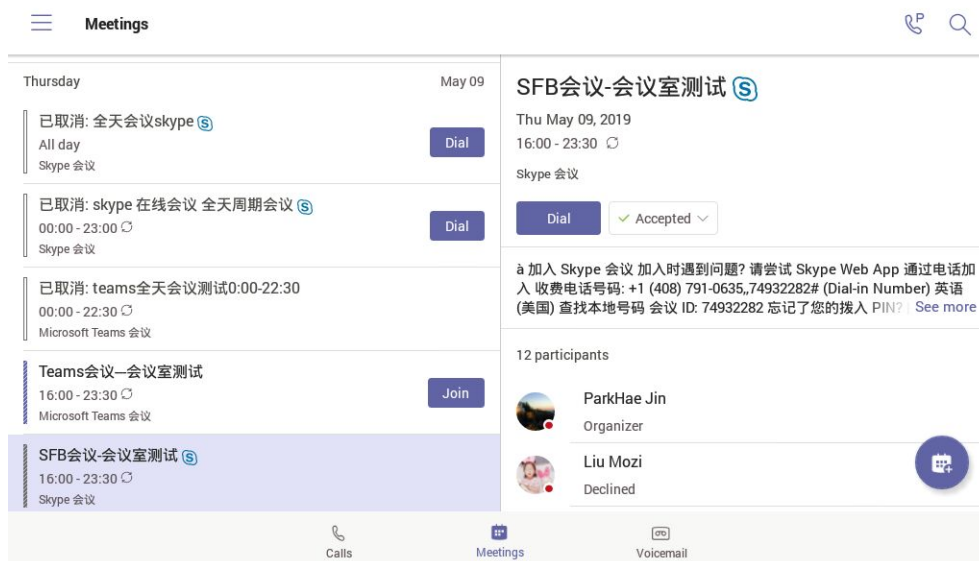 Meetings
P
Thursday May 09
已取消: 全天会议skype
All day
Skype 会议
Dial
已取消: skype 在线会议 全天周期会议
00:00 - 23:00
Skype 会议
Dial
已取消: teams全天会议测试0:00-22:30
00:00 - 22:30
Microsoft Teams 会议
Teams会议—会议室测试
16:00 - 23:30
Microsoft Teams 会议
Join
SFB会议-会议室测试
16:00 - 23:30
Skype 会议
SFB会议-会议室测试
Thu May 09, 2019
16:00 - 23:30
Skype 会议
Dial
Accepted
à 加入 Skype 会议 加入时遇到问题? 请尝试 Skype Web App 通过电话加
入 收费电话号码: +1 (408) 791-0635,,74932282# (Dial-in Number) 英语
(美国) 查找本地号码 会议 ID: 74932282 忘记了您的拨入 PIN? See more
12 participants
ParkHae Jin
Organizer
Liu Mozi
Declined
Calls
Meetings
Voicemail